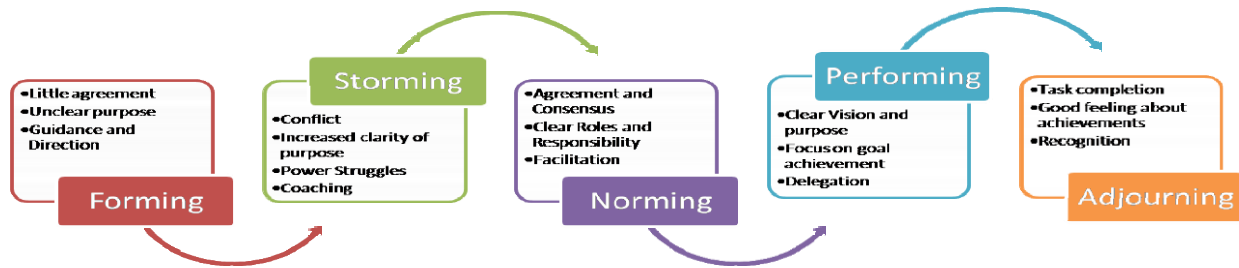 •Little agreement
•Unclear purpose
•Guidance and
Direction
Forming
Storming
•Conflict
•Increased clarity of
purpose
•Power Struggles
•Coaching
•Agreement and
Consensus
•Clear Roles and
Responsibility
•Facilitation
Norming
Performing
•Clear Vision and
purpose
•Focus on goal
achievement
•Delegation
•Task completion
•Good feeling about
achievements
•Recognition
Adjourning